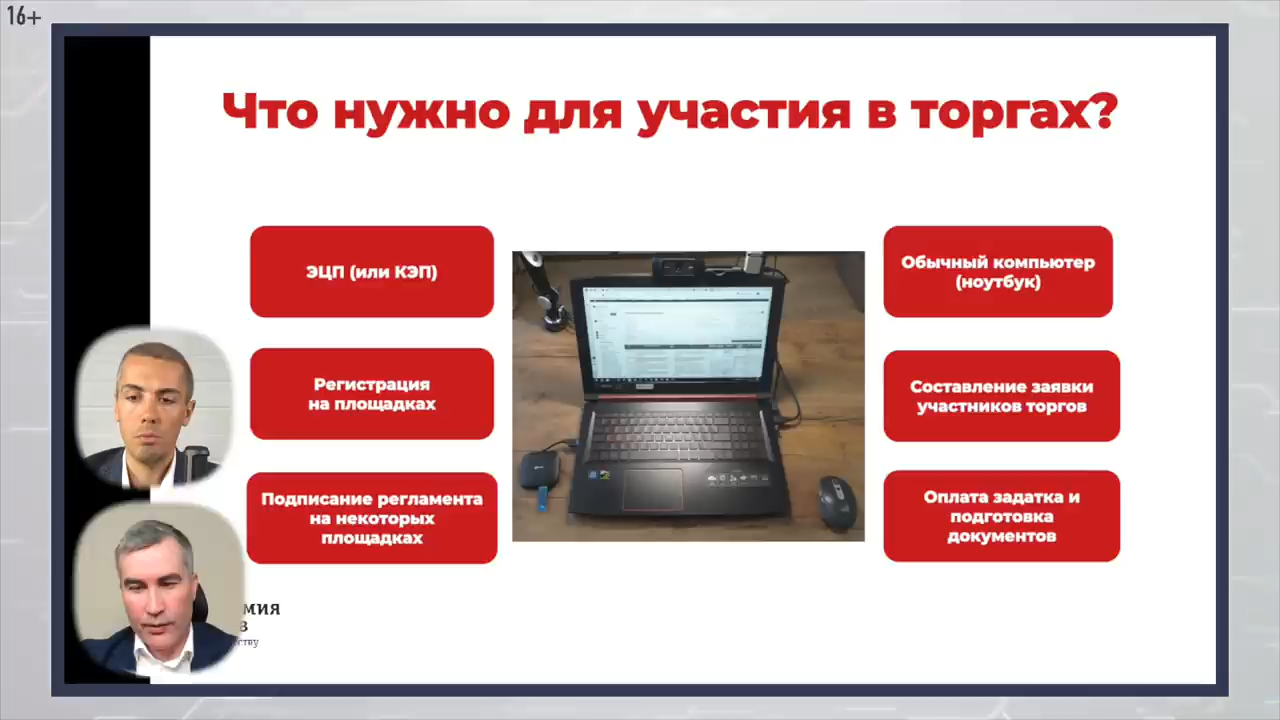 16+
Что нужно для участия в торгах?
ЭЦП (или КЭП)
Регистрация
на площадках
Подписание регламента
на некоторых
площадках
Обычный компьютер
(ноутбук)
Составление заявки
участников торгов
Оплата задатка и
подготовка
документов
мия
в
ству